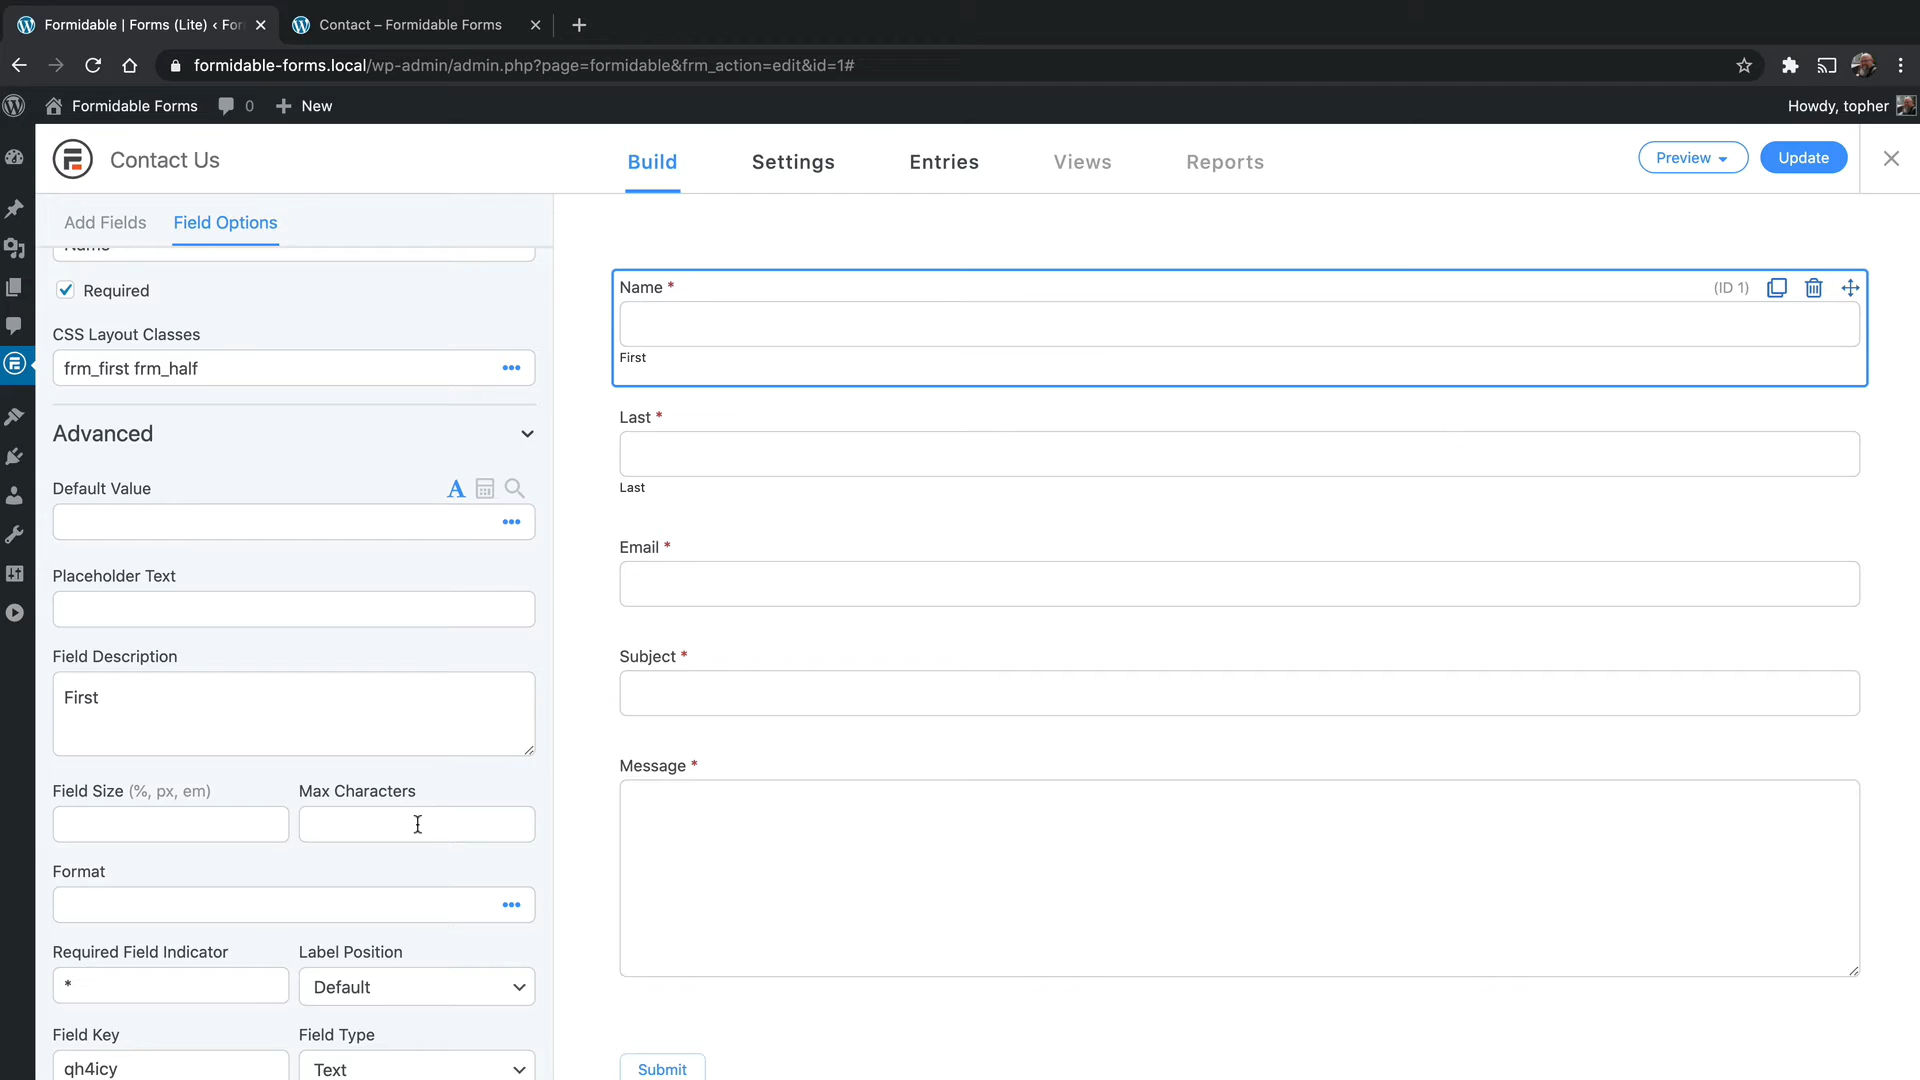 Formidable | Forms (Lite) ‹ For
Contact – Formidable Forms
formidable-forms.local/wp-admin/admin.php?page=formidable&frm_action=edit&id=1#
Formidable Forms 0 New
Howdy, topher
Contact Us
Build Settings Entries Views Reports
Preview Update
Add Fields Field Options
Name
Required
CSS Layout Classes
frm_first frm_half
Advanced
Default Value
Placeholder Text
Field Description
First
Field Size (%, px, em) Max Characters
Format
Required Field Indicator Label Position
* Default
Field Key Field Type
qh4icy Text
Name * (ID 1)
First
Last *
Last
Email *
Subject *
Message *
Submit